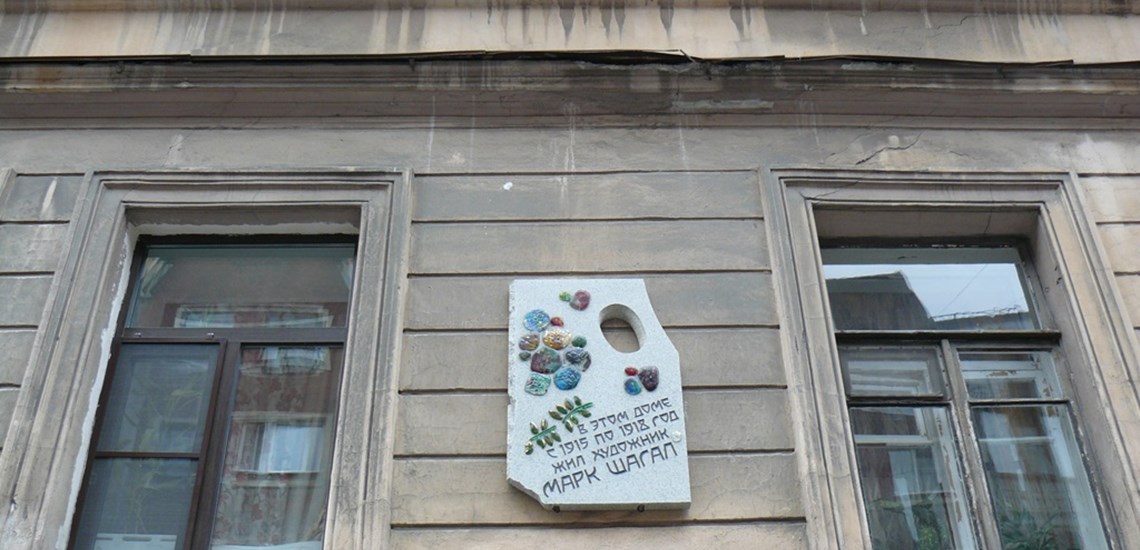 В ЭТОМ ДОМЕ
С 1915 ПО 1918 ГОД
ЖИЛ ХУДОЖНИК
МАРК ШАГАЛ